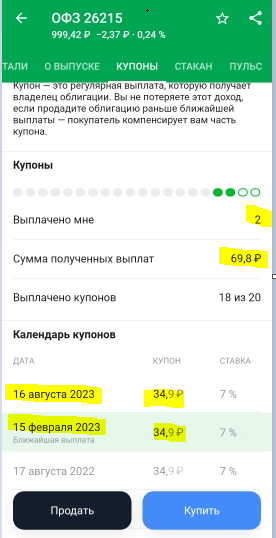 ОФЗ 26215
999,42 ₽ −2,37 ₽ · 0,24 %
ТАЛИ О ВЫПУСКЕ КУПОНЫ СТАКАН ПУЛЬС
Купон — это регулярная выплата, которую получает
владелец облигации. Вы не потеряете этот доход,
если продадите облигацию раньше ближайшей
выплаты — покупатель компенсирует вам часть
купона.
Купоны
Выплачено мне 2
Сумма полученных выплат 69,8 ₽
Выплачено купонов 18 из 20
Календарь купонов
ДАТА КУПОН СТАВКА
16 августа 2023 34,9 ₽ 7 %
15 февраля 2023 34,9 ₽ 7 %
Ближайшая выплата
17 августа 2022 34,9 ₽ 7 %
Продать Купить